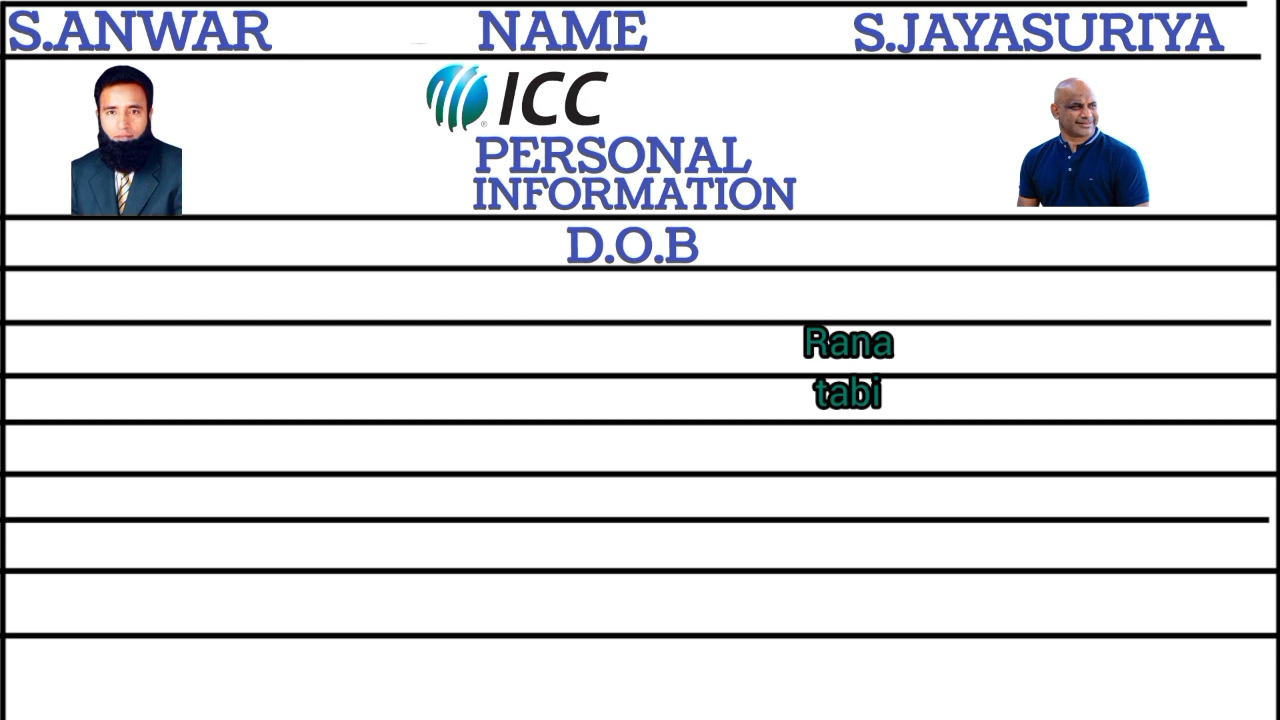 S.ANWAR NAME S.JAYASURIYA
ICC
PERSONAL
INFORMATION
D.O.B
Rana
tabi